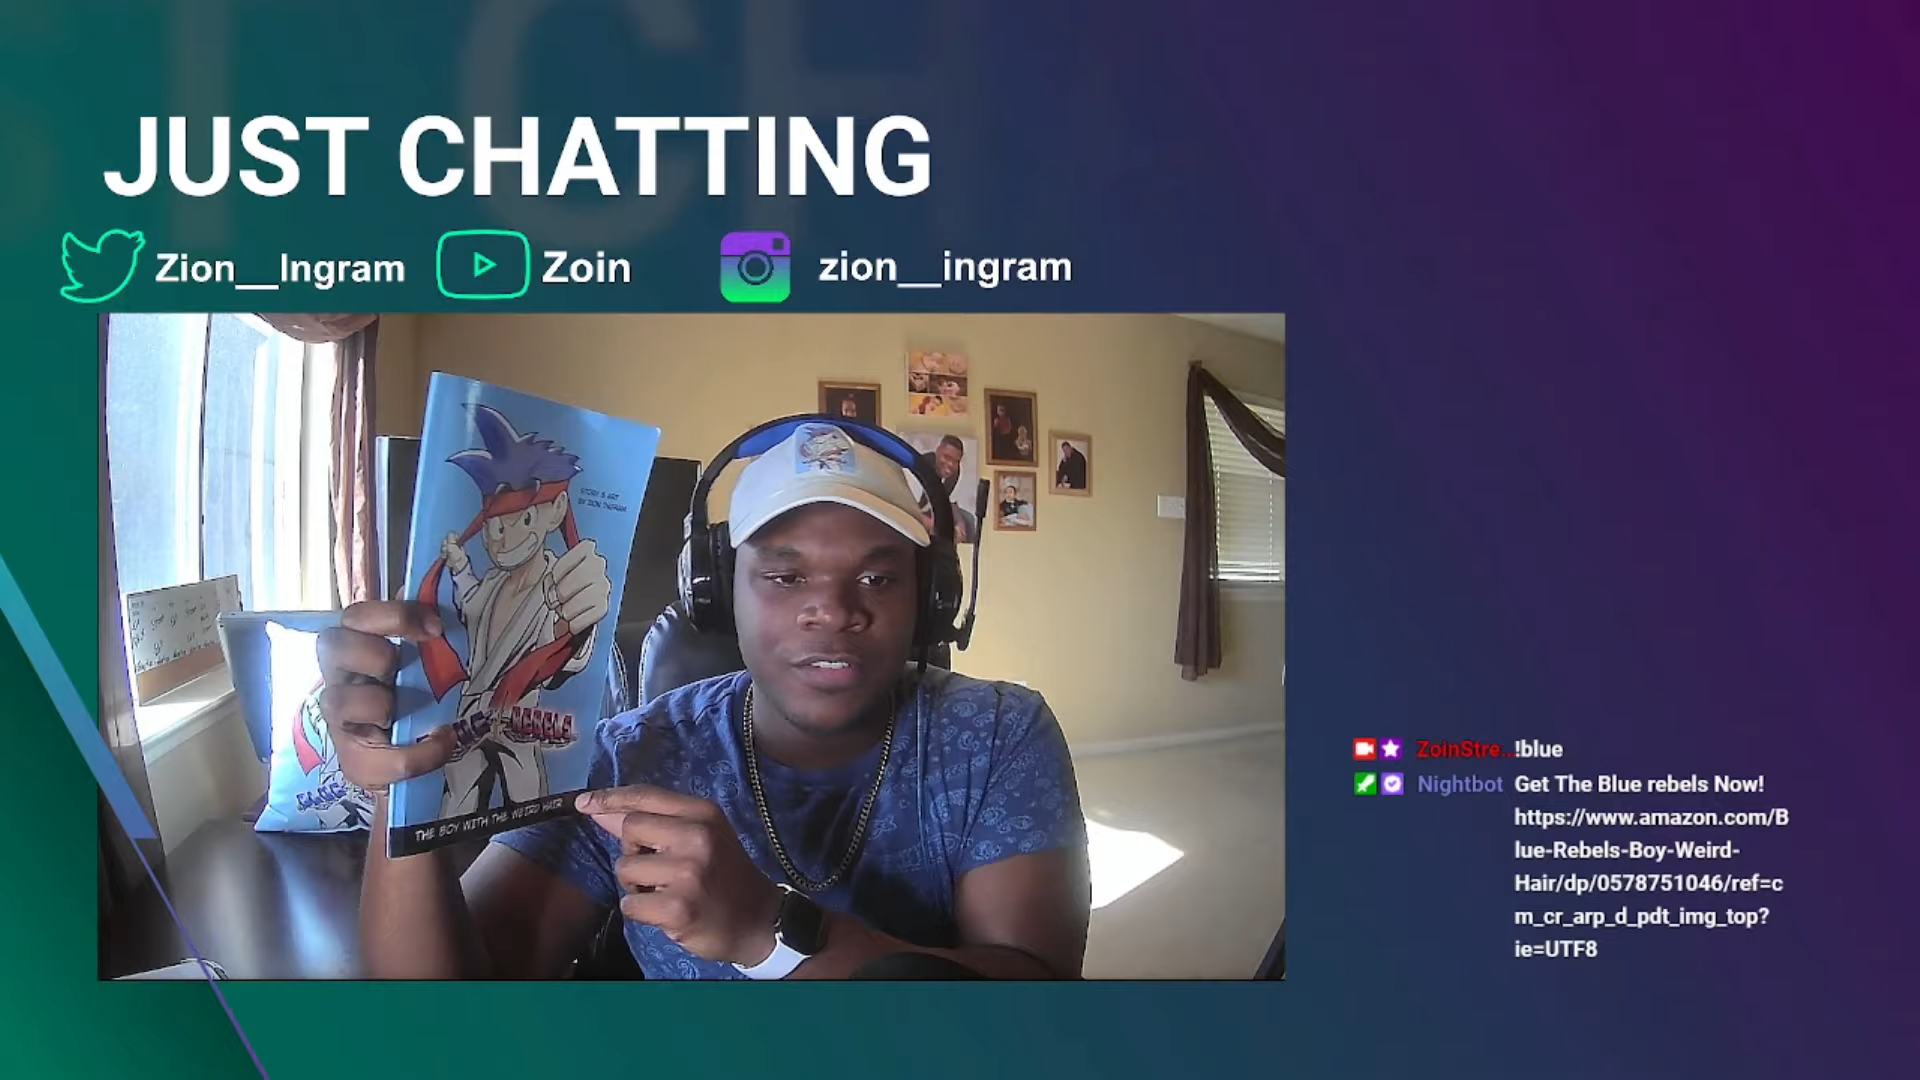 JUST CHATTING
Zion__Ingram
Zoin
zion__ingram
STORY & ART
BY ZION INGRAM
REBELS
THE BOY WITH THE WEIRD HAIR
ZoinStre... !blue
Nightbot Get The Blue rebels Now!
https://www.amazon.com/B
lue-Rebels-Boy-Weird-
Hair/dp/0578751046/ref=c
m_cr_arp_d_pdt_img_top?
ie=UTF8